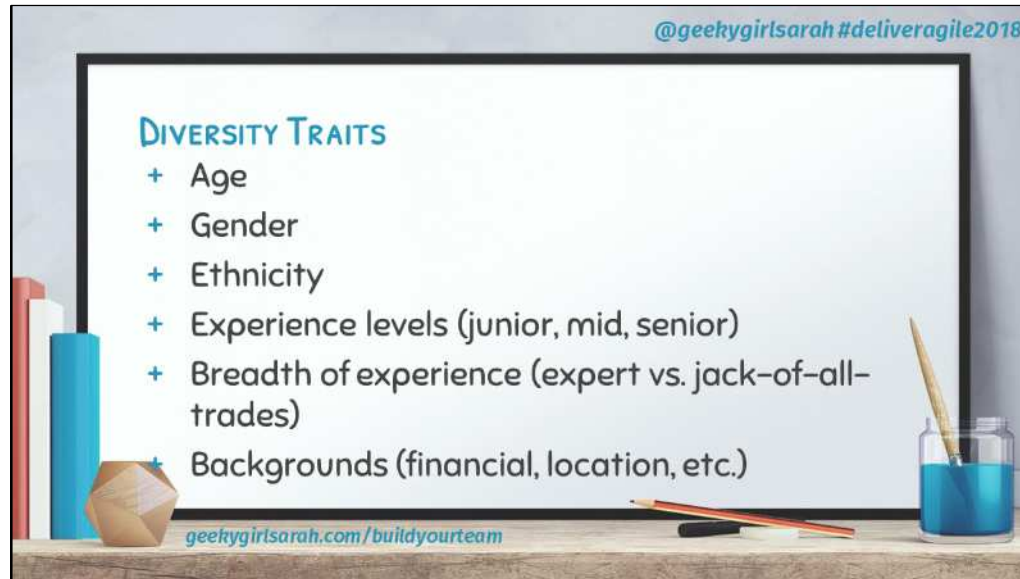 @geekygirlsarah #deliveragile2018
DIVERSITY TRAITS
+ Age
+ Gender
+ Ethnicity
+ Experience levels (junior, mid, senior)
+ Breadth of experience (expert vs. jack-of-all-
trades)
+ Backgrounds (financial, location, etc.)
geekygirlsarah.com/buildyourteam